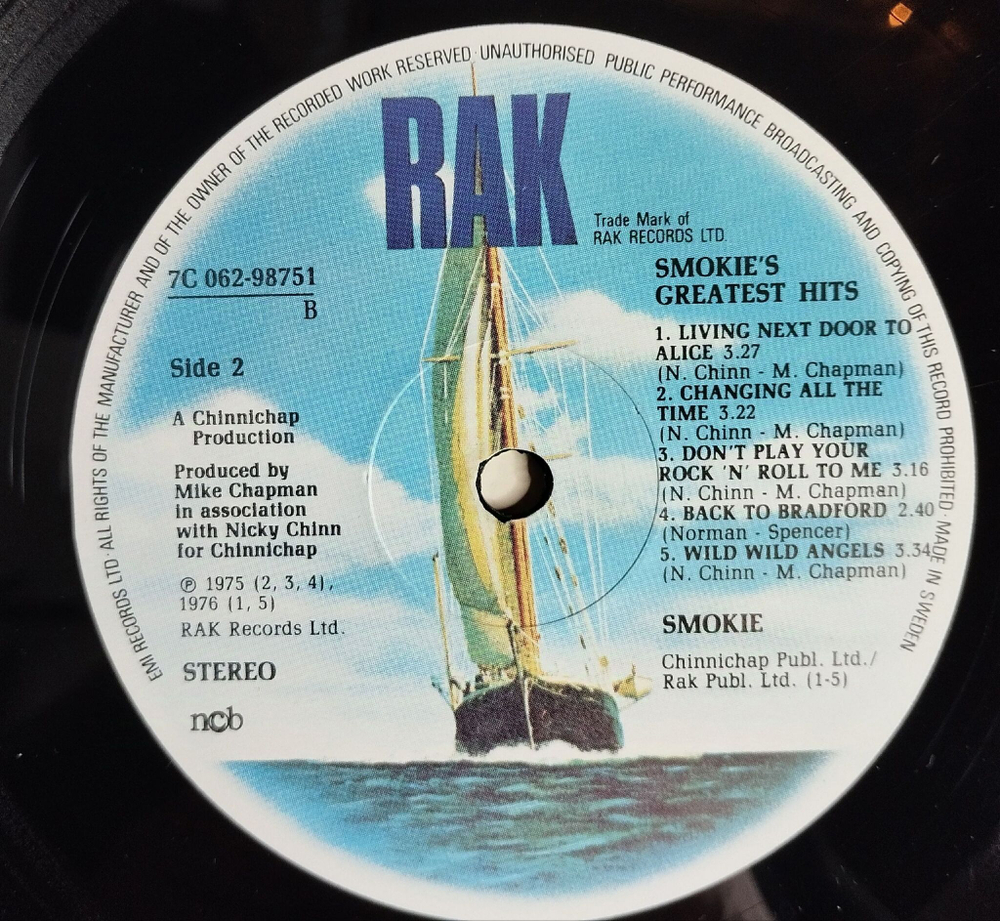 EMI RECORDS LTD · ALL RIGHTS OF THE MANUFACTURER AND OF THE OWNER OF THE RECORDED WORK RESERVED · UNAUTHORISED PUBLIC PERFORMANCE BROADCASTING AND COPYING OF THIS RECORD PROHIBITED · MADE IN SWEDEN
RAK
Trade Mark of
RAK RECORDS LTD.
7C 062-98751
B
Side 2
A Chinnichap
Production
Produced by
Mike Chapman
in association
with Nicky Chinn
for Chinnichap
℗ 1975 (2, 3, 4),
1976 (1, 5)
RAK Records Ltd.
STEREO
ncb
SMOKIE'S
GREATEST HITS
1. LIVING NEXT DOOR TO
ALICE 3.27
(N. Chinn - M. Chapman)
2. CHANGING ALL THE
TIME 3.22
(N. Chinn - M. Chapman)
3. DON'T PLAY YOUR
ROCK 'N' ROLL TO ME 3.16
(N. Chinn - M. Chapman)
4. BACK TO BRADFORD 2.40
(Norman - Spencer)
5. WILD WILD ANGELS 3.34
(N. Chinn - M. Chapman)
SMOKIE
Chinnichap Publ. Ltd./
Rak Publ. Ltd. (1-5)